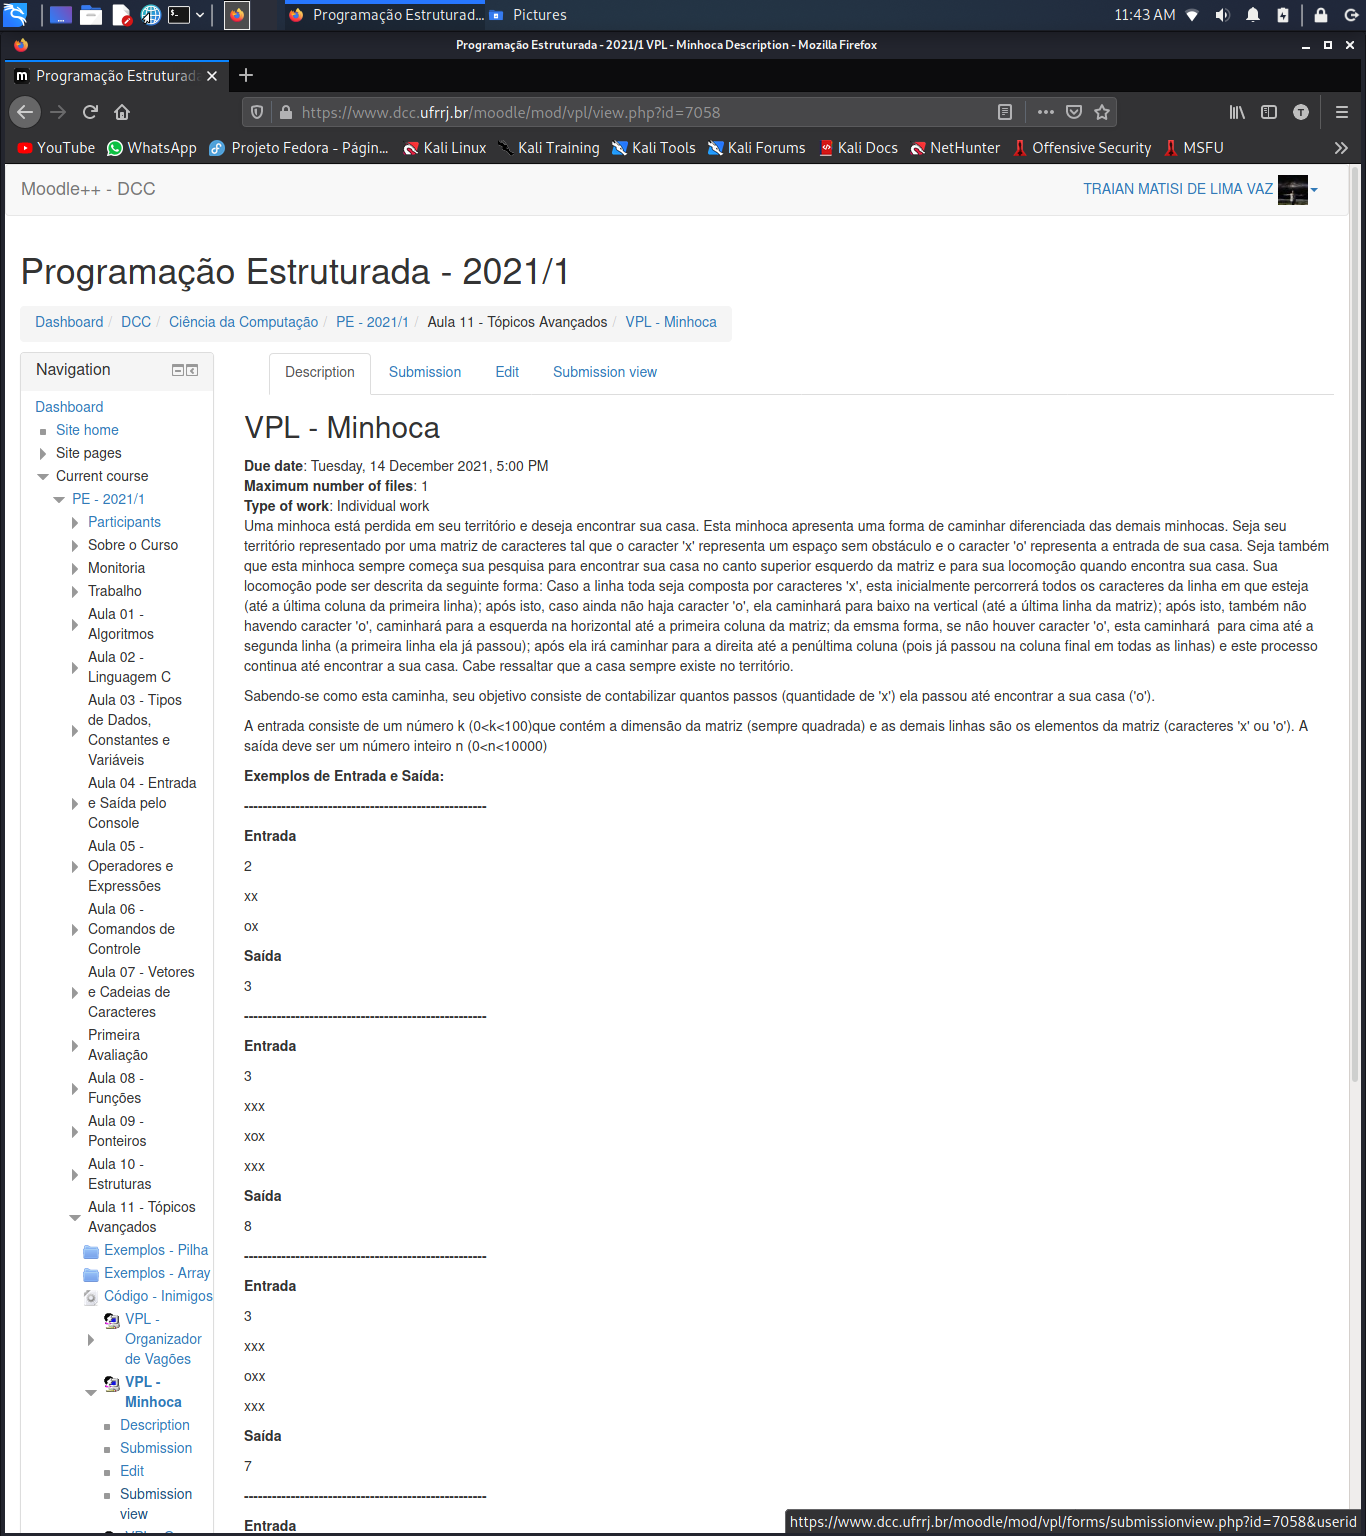 Programação Estruturad...
Pictures
11:43 AM
Programação Estruturada - 2021/1 VPL - Minhoca Description - Mozilla Firefox
Programação Estruturad
https://www.dcc.ufrrj.br/moodle/mod/vpl/view.php?id=7058
YouTube
WhatsApp
Projeto Fedora - Págin...
Kali Linux
Kali Training
Kali Tools
Kali Forums
Kali Docs
NetHunter
Offensive Security
MSFU
Moodle++ - DCC
TRAIAN MATISI DE LIMA VAZ
Programação Estruturada - 2021/1
Dashboard / DCC / Ciência da Computação / PE - 2021/1 / Aula 11 - Tópicos Avançados / VPL - Minhoca
Navigation
Dashboard
Site home
Site pages
Current course
PE - 2021/1
Participants
Sobre o Curso
Monitoria
Trabalho
Aula 01 -
Algoritmos
Aula 02 -
Linguagem C
Aula 03 - Tipos
de Dados,
Constantes e
Variáveis
Aula 04 - Entrada
e Saída pelo
Console
Aula 05 -
Operadores e
Expressões
Aula 06 -
Comandos de
Controle
Aula 07 - Vetores
e Cadeias de
Caracteres
Primeira
Avaliação
Aula 08 -
Funções
Aula 09 -
Ponteiros
Aula 10 -
Estruturas
Aula 11 - Tópicos
Avançados
Exemplos - Pilha
Exemplos - Array
Código - Inimigos
VPL -
Organizador
de Vagões
VPL -
Minhoca
Description
Submission
Edit
Submission
view
Description
Submission
Edit
Submission view
VPL - Minhoca
Due date: Tuesday, 14 December 2021, 5:00 PM
Maximum number of files: 1
Type of work: Individual work
Uma minhoca está perdida em seu território e deseja encontrar sua casa. Esta minhoca apresenta uma forma de caminhar diferenciada das demais minhocas. Seja seu
território representado por uma matriz de caracteres tal que o caracter 'x' representa um espaço sem obstáculo e o caracter 'o' representa a entrada de sua casa. Seja também
que esta minhoca sempre começa sua pesquisa para encontrar sua casa no canto superior esquerdo da matriz e para sua locomoção quando encontra sua casa. Sua
locomoção pode ser descrita da seguinte forma: Caso a linha toda seja composta por caracteres 'x', esta inicialmente percorrerá todos os caracteres da linha em que esteja
(até a última coluna da primeira linha); após isto, caso ainda não haja caracter 'o', ela caminhará para baixo na vertical (até a última linha da matriz); após isto, também não
havendo caracter 'o', caminhará para a esquerda na horizontal até a primeira coluna da matriz; da emsma forma, se não houver caracter 'o', esta caminhará  para cima até a
segunda linha (a primeira linha ela já passou); após ela irá caminhar para a direita até a penúltima coluna (pois já passou na coluna final em todas as linhas) e este processo
continua até encontrar a sua casa. Cabe ressaltar que a casa sempre existe no território.
Sabendo-se como esta caminha, seu objetivo consiste de contabilizar quantos passos (quantidade de 'x') ela passou até encontrar a sua casa ('o').
A entrada consiste de um número k (0<k<100)que contém a dimensão da matriz (sempre quadrada) e as demais linhas são os elementos da matriz (caracteres 'x' ou 'o'). A
saída deve ser um número inteiro n (0<n<10000)
Exemplos de Entrada e Saída:
----------------------------------------------------
Entrada
2
xx
ox
Saída
3
----------------------------------------------------
Entrada
3
xxx
xox
xxx
Saída
8
----------------------------------------------------
Entrada
3
xxx
oxx
xxx
Saída
7
----------------------------------------------------
Entrada
https://www.dcc.ufrrj.br/moodle/mod/vpl/forms/submissionview.php?id=7058&userid